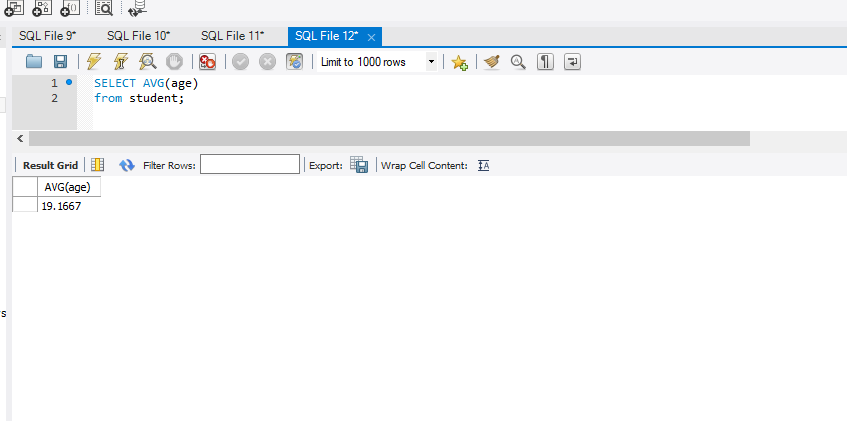 SQL File 9* SQL File 10* SQL File 11* SQL File 12*
Limit to 1000 rows
1 SELECT AVG(age)
2 from student;
Result Grid Filter Rows: Export: Wrap Cell Content:
AVG(age)
19.1667